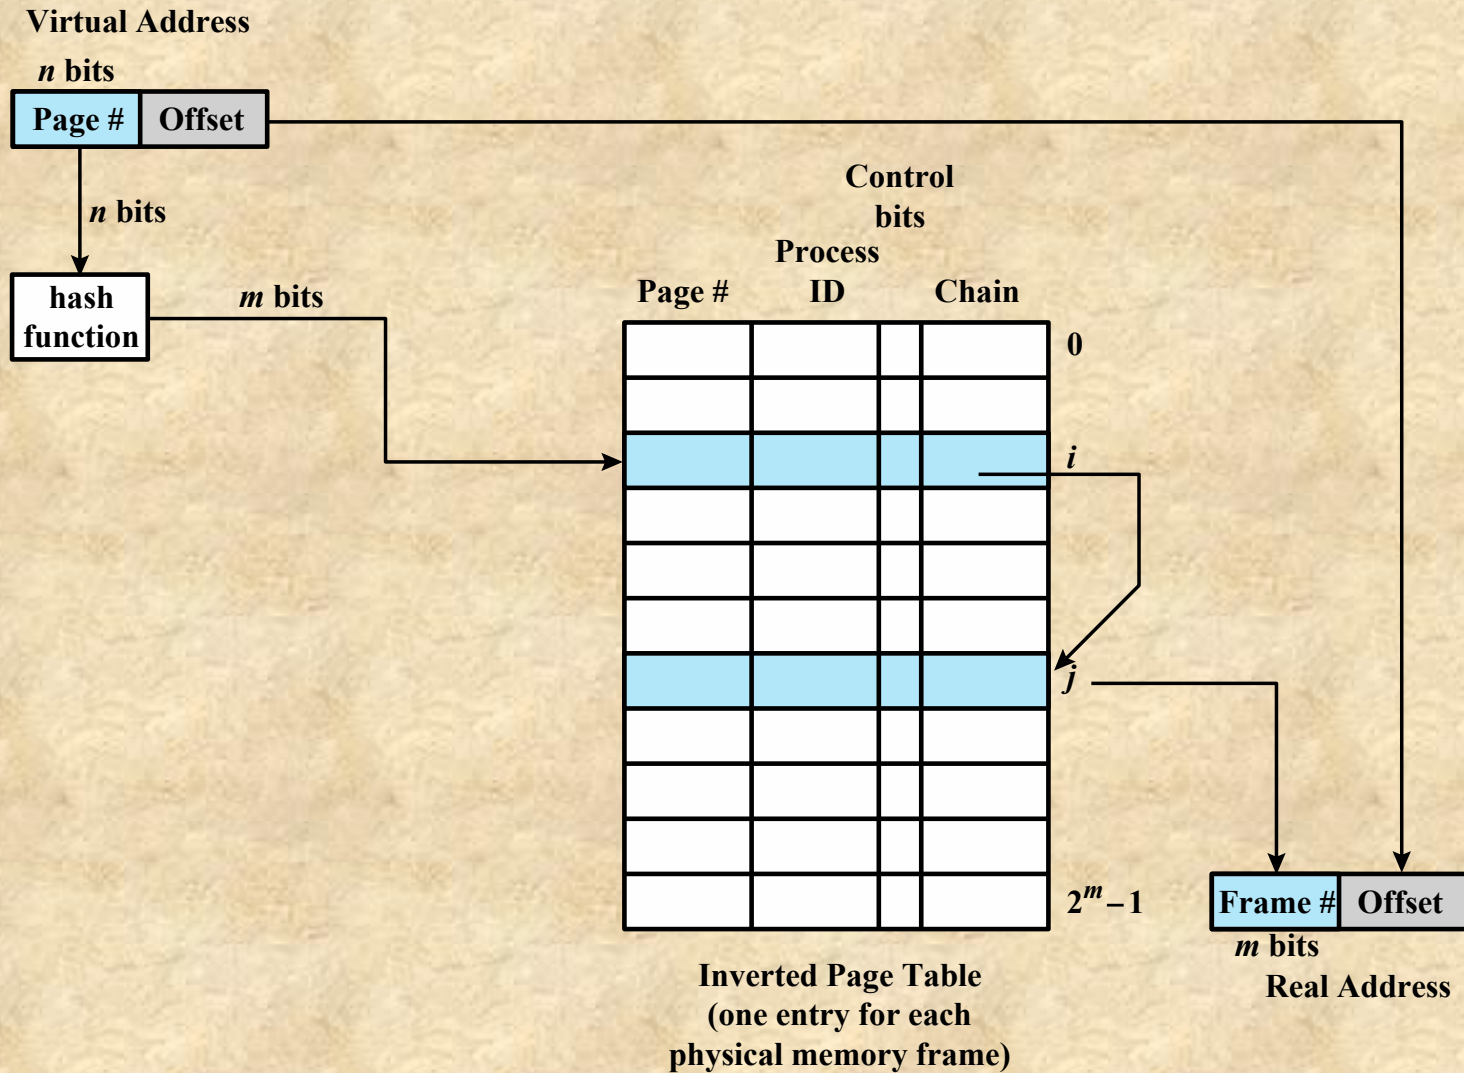 Virtual Address
n bits
Page # Offset
n bits
hash
function
m bits
Control
bits
Process
Page # ID Chain
0
i
j
2^m − 1
Frame # Offset
m bits
Real Address
Inverted Page Table
(one entry for each
physical memory frame)